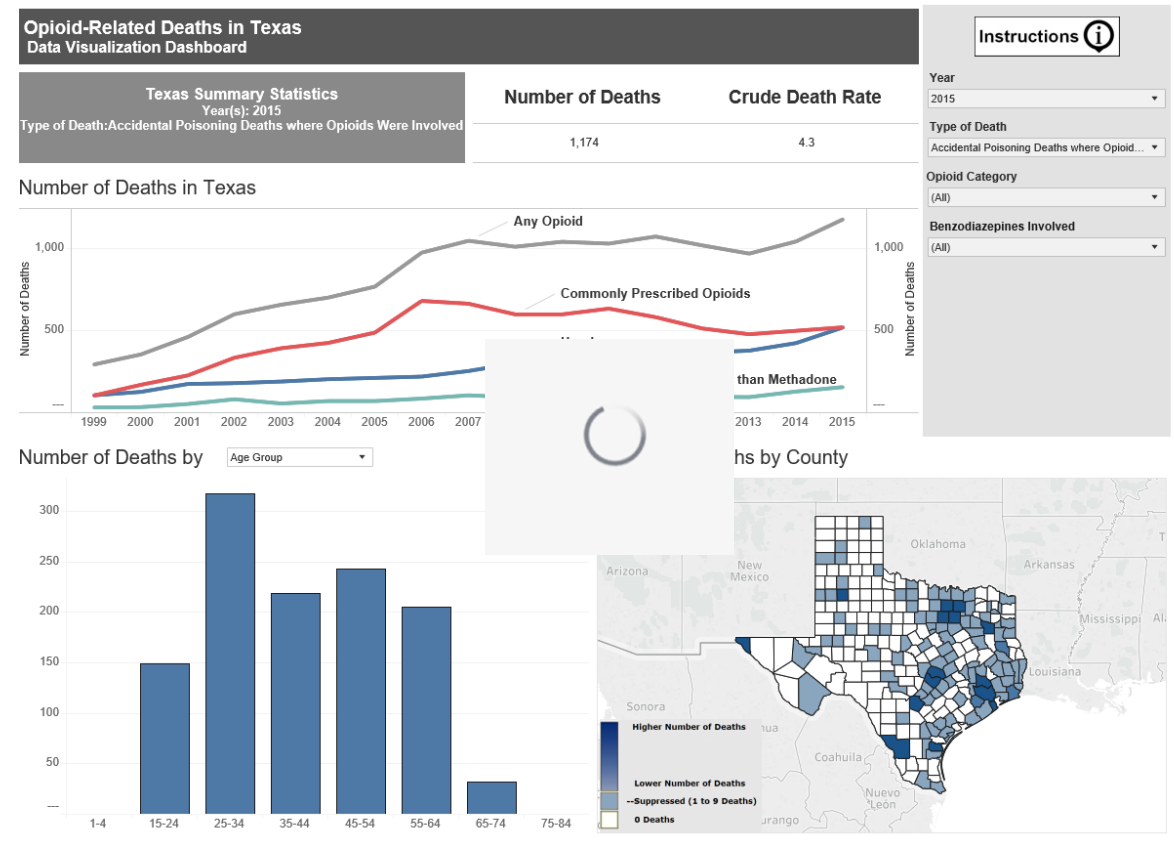 Opioid-Related Deaths in Texas
Data Visualization Dashboard
Instructions
Texas Summary Statistics
Year(s): 2015
Type of Death:Accidental Poisoning Deaths where Opioids Were Involved
Number of Deaths
Crude Death Rate
1,174
4.3
Year
2015
Type of Death
Accidental Poisoning Deaths where Opioid...
Opioid Category
(All)
Benzodiazepines Involved
(All)
Number of Deaths in Texas
Any Opioid
Commonly Prescribed Opioids
than Methadone
Number of Deaths
1,000
500
---
Number of Deaths
1,000
500
---
1999 2000 2001 2002 2003 2004 2005 2006 2007 2013 2014 2015
Number of Deaths by
Age Group
300
250
200
150
100
50
---
1-4 15-24 25-34 35-44 45-54 55-64 65-74 75-84
by County
Arizona
New
Mexico
Oklahoma
Arkansas
Mississippi
Louisiana
Sonora
Coahuila
Nuevo
León
Higher Number of Deaths
Lower Number of Deaths
--Suppressed (1 to 9 Deaths)
0 Deaths